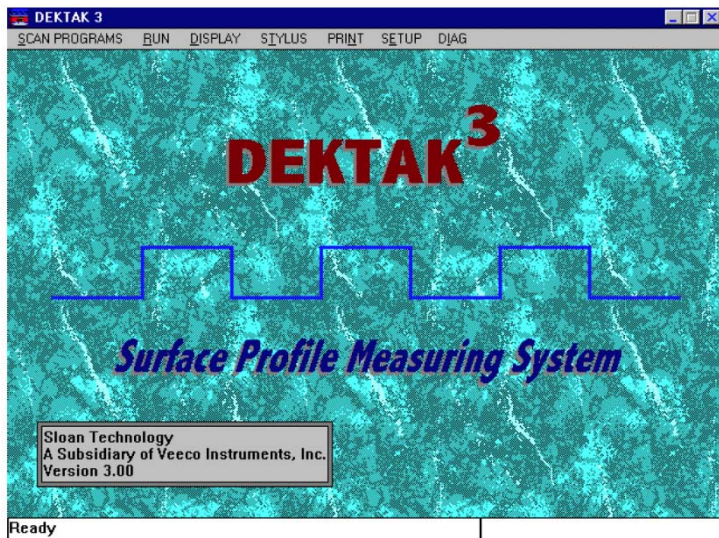 DEKTAK 3
SCAN PROGRAMS RUN DISPLAY STYLUS PRINT SETUP DIAG
DEKTAK3
Surface Profile Measuring System
Sloan Technology
A Subsidiary of Veeco Instruments, Inc.
Version 3.00
Ready